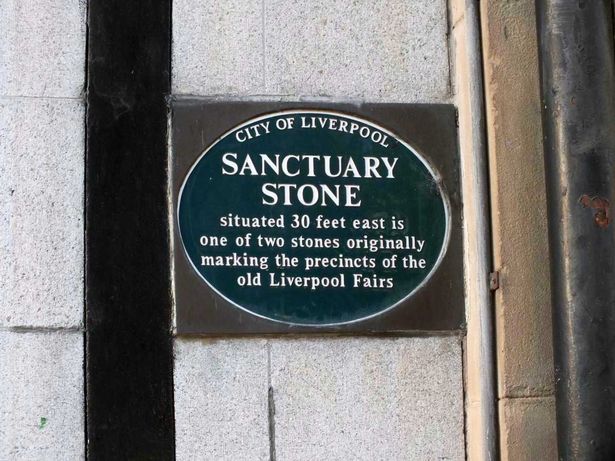 CITY OF LIVERPOOL
SANCTUARY
STONE
situated 30 feet east is
one of two stones originally
marking the precincts of the
old Liverpool Fairs